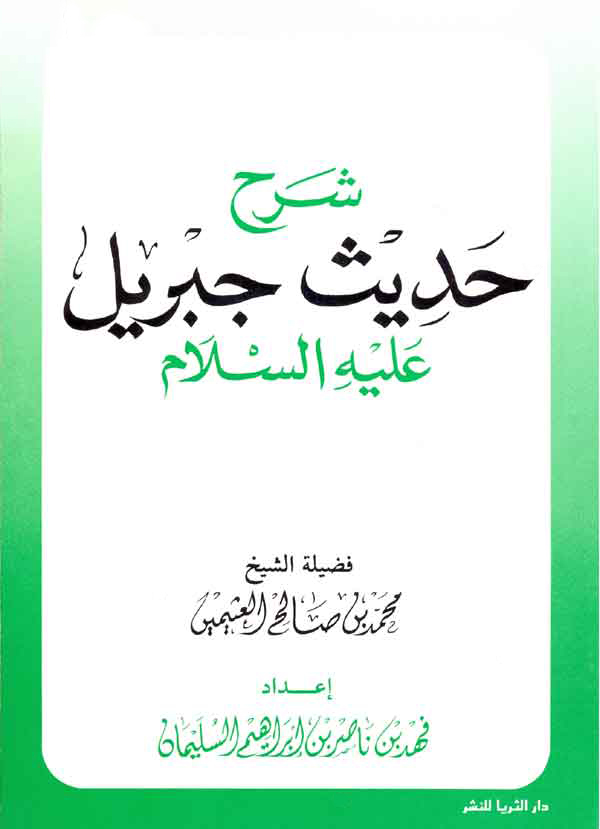 شرح
حديث جبريل
عليه السلام
فضيلة الشيخ
محمد بن صالح العثيمين
إعداد
فهد بن ناصر بن إبراهيم السليمان
دار الثريا للنشر